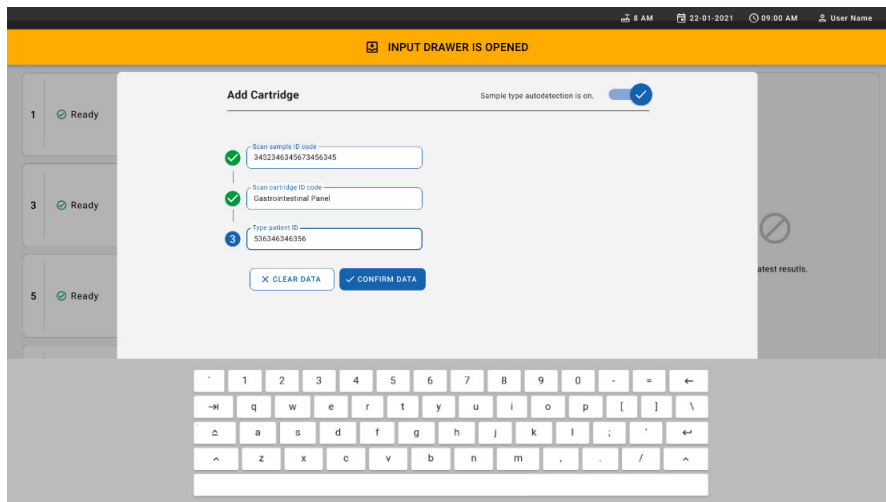 8 AM 22-01-2021 09:00 AM User Name
INPUT DRAWER IS OPENED
Add Cartridge
Sample type autodetection is on.
1 Ready
Scan sample ID code
3452346345673456345
Scan cartridge ID code
Gastrointestinal Panel
3 Ready
Type patient ID
3 536346346356
atest resutls.
CLEAR DATA CONFIRM DATA
5 Ready
` 1 2 3 4 5 6 7 8 9 0 - =
q w e r t y u i o p [ ] \
a s d f g h j k l ; '
z x c v b n m , . /